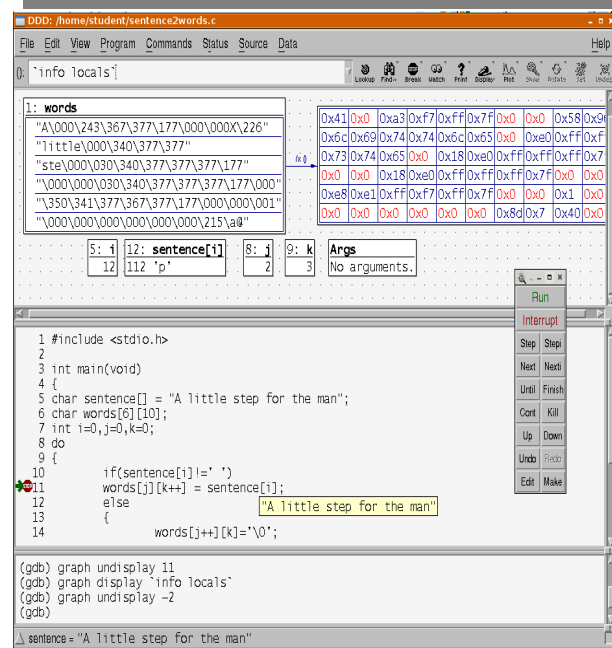 DDD: /home/student/sentence2words.c
File Edit View Program Commands Status Source Data Help
(): `info locals`
Lookup Find» Break Watch Print Display Plot Show Rotate Set Undisp
1: words
"A\000\243\367\377\177\000\000X\226"
"little\000\340\377\377"
"ste\000\030\340\377\377\377\177"
"\000\000\030\340\377\377\377\177\000"
"\350\341\377\367\377\177\000\000\001"
"\000\000\000\000\000\000\215\a@"
0x41 0x0 0xa3 0xf7 0xff 0x7f 0x0 0x0 0x58 0x96
0x6c 0x69 0x74 0x74 0x6c 0x65 0x0 0xe0 0xff 0xf
0x73 0x74 0x65 0x0 0x18 0xe0 0xff 0xff 0xff 0x7
0x0 0x0 0x18 0xe0 0xff 0xff 0xff 0x7f 0x0 0x0
0xe8 0xe1 0xff 0xf7 0xff 0x7f 0x0 0x0 0x1 0x0
0x0 0x0 0x0 0x0 0x0 0x0 0x8d 0x7 0x40 0x0
5: i
12
12: sentence[i]
112 'p'
8: j
2
9: k
3
Args
No arguments.
Run
Interrupt
Step Stepi
Next Nexti
Until Finish
Cont Kill
Up Down
Undo Redo
Edit Make
1 #include <stdio.h>
2
3 int main(void)
4 {
5 char sentence[] = "A little step for the man";
6 char words[6][10];
7 int i=0,j=0,k=0;
8 do
9 {
10 if(sentence[i]!=' ')
11 words[j][k++] = sentence[i];
12 else
"A little step for the man"
13 {
14 words[j++][k]='\0';
(gdb) graph undisplay 11
(gdb) graph display `info locals`
(gdb) graph undisplay -2
(gdb)
sentence = "A little step for the man"